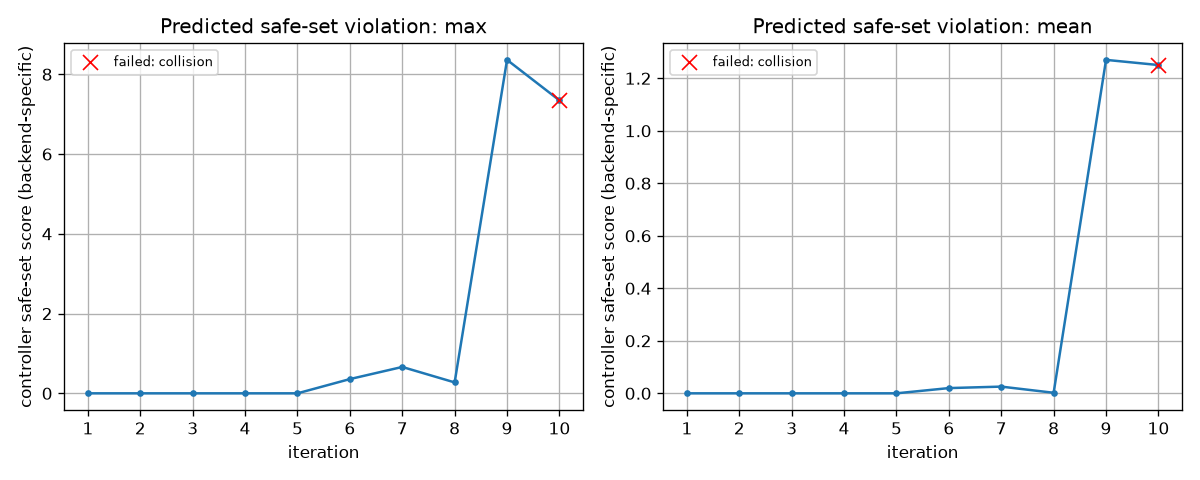 Predicted safe-set violation: max
failed: collision
controller safe-set score (backend-specific)
8
6
4
2
0
1 2 3 4 5 6 7 8 9 10
iteration
Predicted safe-set violation: mean
failed: collision
controller safe-set score (backend-specific)
1.2
1.0
0.8
0.6
0.4
0.2
0.0
1 2 3 4 5 6 7 8 9 10
iteration